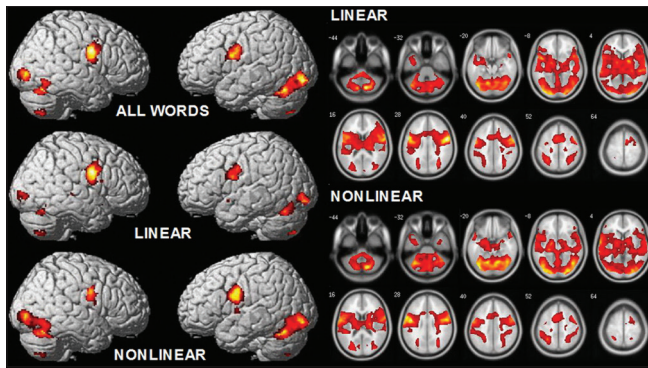 ALL WORDS
LINEAR
NONLINEAR
LINEAR
-44 -32 -20 -8 4
16 28 40 52 64
NONLINEAR
-44 -32 -20 -8 4
16 28 40 52 64